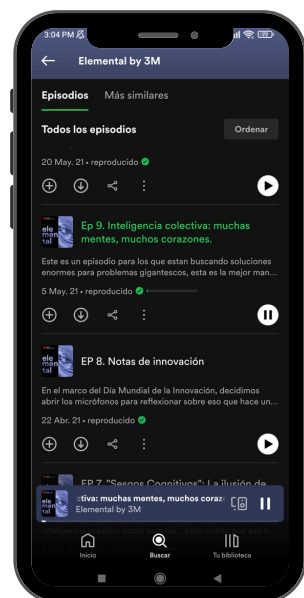 3:04 PM
Elemental by 3M
Episodios Más similares
Todos los episodios Ordenar
20 May. 21 • reproducido
ele
men
tal
Ep 9. Inteligencia colectiva: muchas
mentes, muchos corazones.
Este es un episodio para los que estan buscando soluciones
enormes para problemas gigantescos, esta es la mejor man...
5 May. 21 • reproducido
ele
men
tal
EP 8. Notas de innovación
En el marco del Día Mundial de la Innovación, decidimos
abrir los micrófonos para reflexionar sobre eso que hace un...
22 Abr. 21 • reproducido
EP 7. "Sesgos Cognitivos": La ilusión de
ctiva: muchas mentes, muchos coraz
Elemental by 3M
Inicio Buscar Tu biblioteca